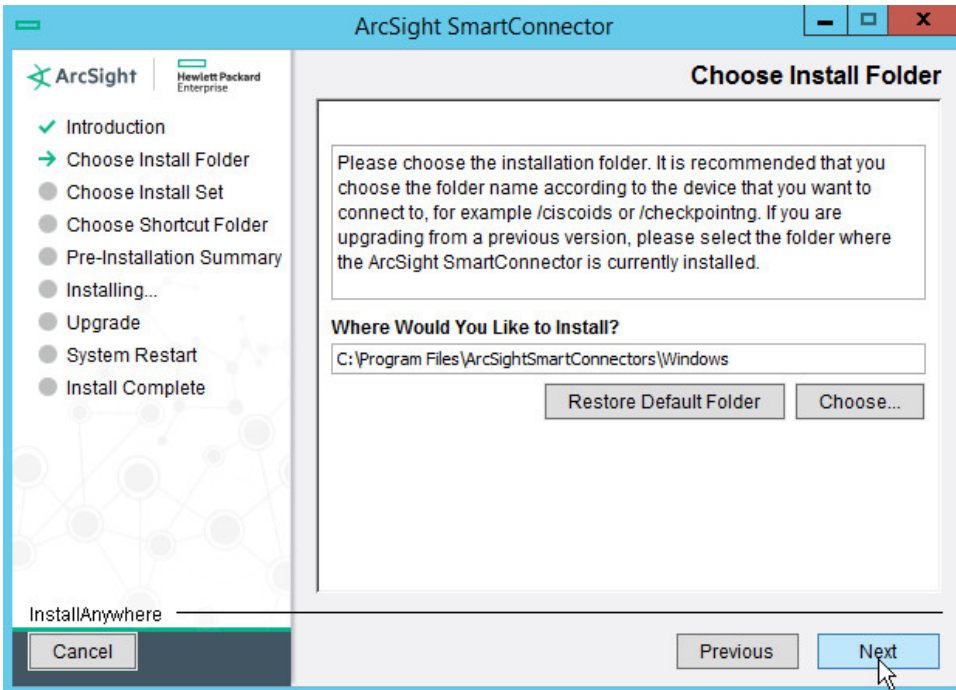 ArcSight SmartConnector
ArcSight
Hewlett Packard
Enterprise
Choose Install Folder
Introduction
Choose Install Folder
Choose Install Set
Choose Shortcut Folder
Pre-Installation Summary
Installing...
Upgrade
System Restart
Install Complete
Please choose the installation folder. It is recommended that you
choose the folder name according to the device that you want to
connect to, for example /ciscoids or /checkpointng. If you are
upgrading from a previous version, please select the folder where
the ArcSight SmartConnector is currently installed.
Where Would You Like to Install?
C:\Program Files\ArcSightSmartConnectors\Windows
Restore Default Folder
Choose...
InstallAnywhere
Cancel
Previous
Next